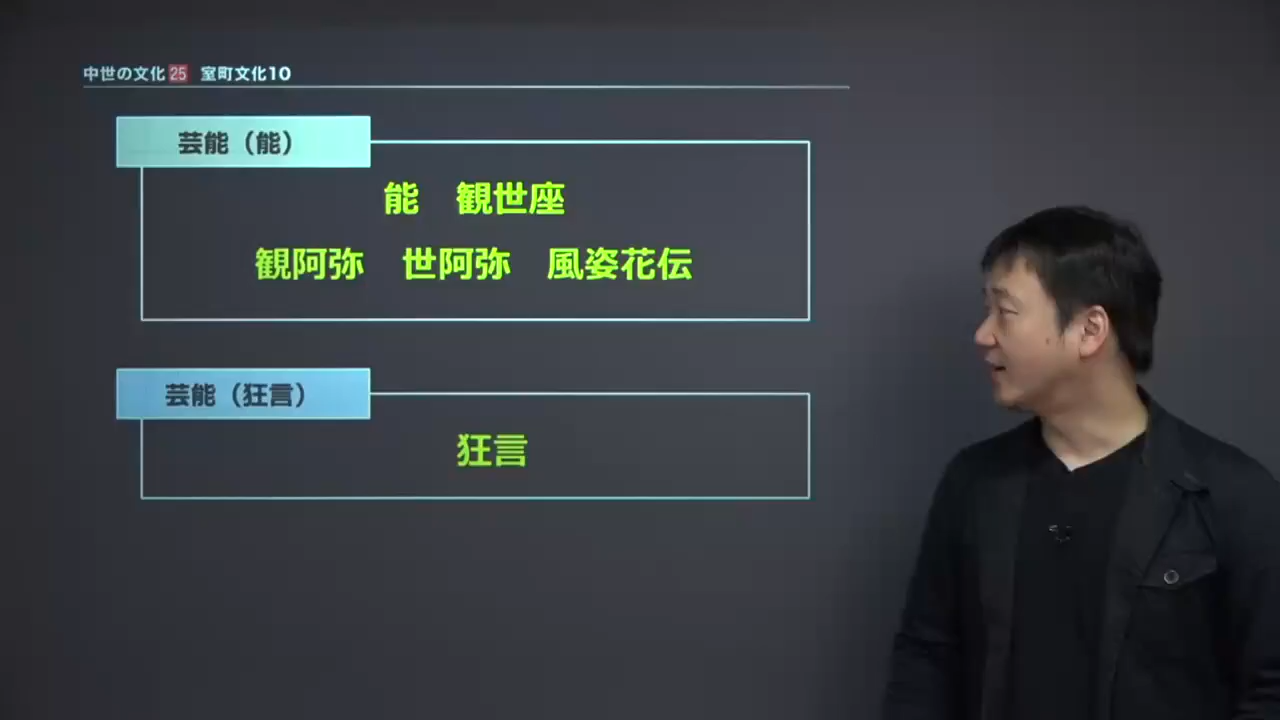 中世の文化25 室町文化10
芸能（能）
能 観世座
観阿弥 世阿弥 風姿花伝
芸能（狂言）
狂言